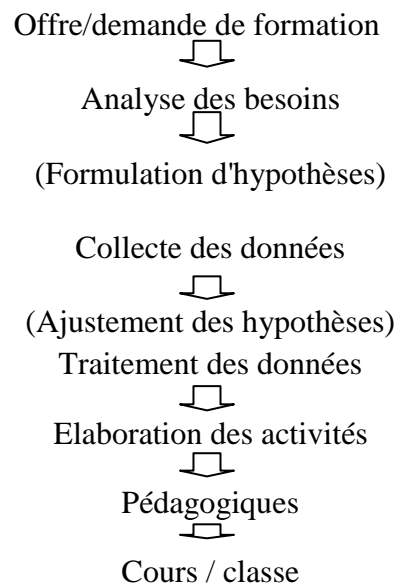 Offre/demande de formation
Analyse des besoins
(Formulation d'hypothèses)
Collecte des données
(Ajustement des hypothèses)
Traitement des données
Elaboration des activités
Pédagogiques
Cours / classe